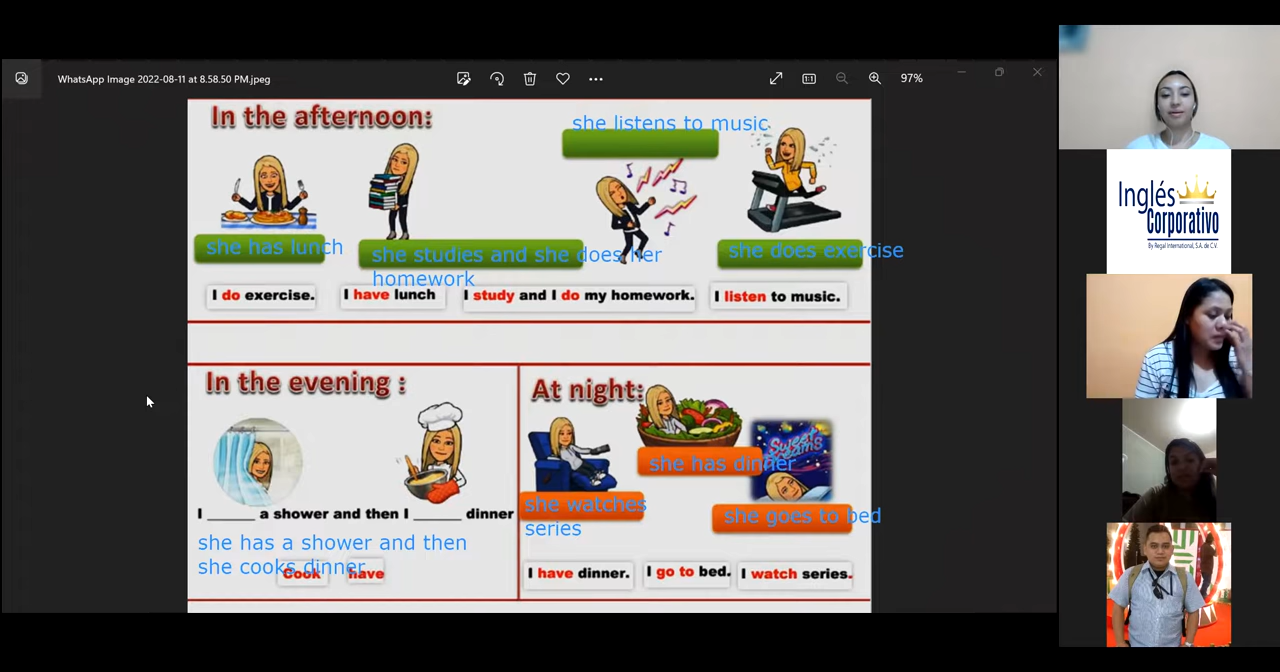 WhatsApp Image 2022-08-11 at 8.58.50 PM.jpeg
97%
In the afternoon:
she listens to music
she has lunch
she studies and she does her
homework
she does exercise
I do exercise.
I have lunch
I study and I do my homework.
I listen to music.
In the evening :
I ______ a shower and then I ______ dinner
she has a shower and then
she cooks dinner
Cook
have
At night:
Sweet
Dreams
she has dinner
she watches
series
she goes to bed
I have dinner.
I go to bed.
I watch series.
Inglés
Corporativo
By Regal International, S.A. de C.V.